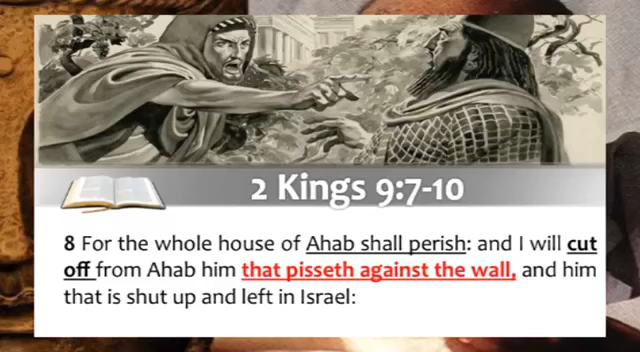 2 Kings 9:7-10
8 For the whole house of Ahab shall perish: and I will cut
off from Ahab him that pisseth against the wall, and him
that is shut up and left in Israel: